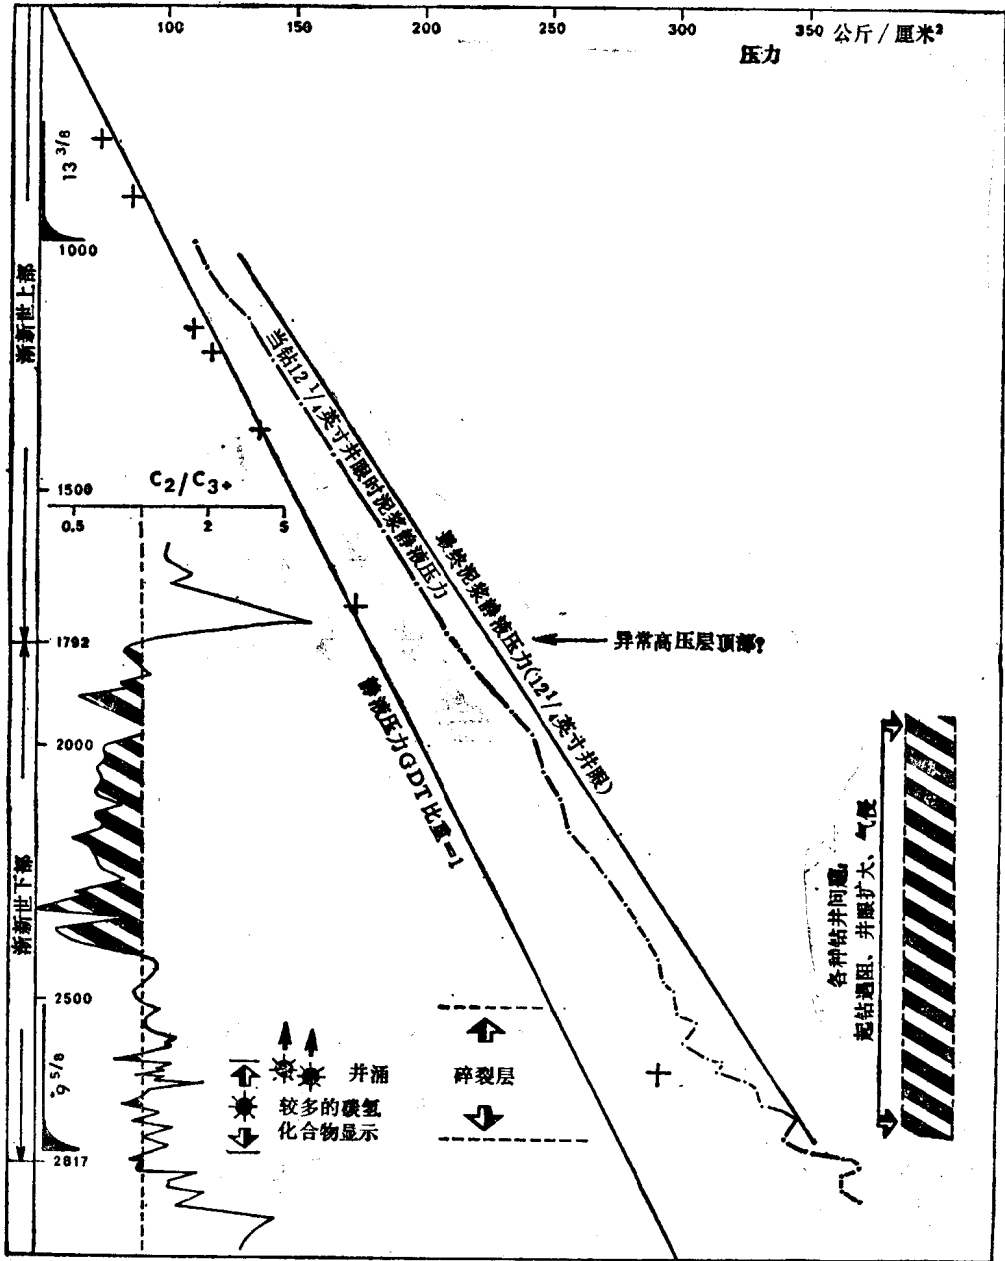 100 150 200 250 300 350 公斤/厘米²
压力
13 3/8
1000
渐新世上部
当钻12 1/4英寸井眼时泥浆静液压力
最终泥浆静液压力(12 1/4英寸井眼)
C₂/C₃+
1500
0.5 2 5
1792
异常高压层顶部?
静液压力GDT比重=1
2000
渐新世下部
各种钻井问题:
起钻遇阻、井眼扩大、气侵
2500
9 5/8
井涌
较多的碳氢
化合物显示
碎裂层
2817